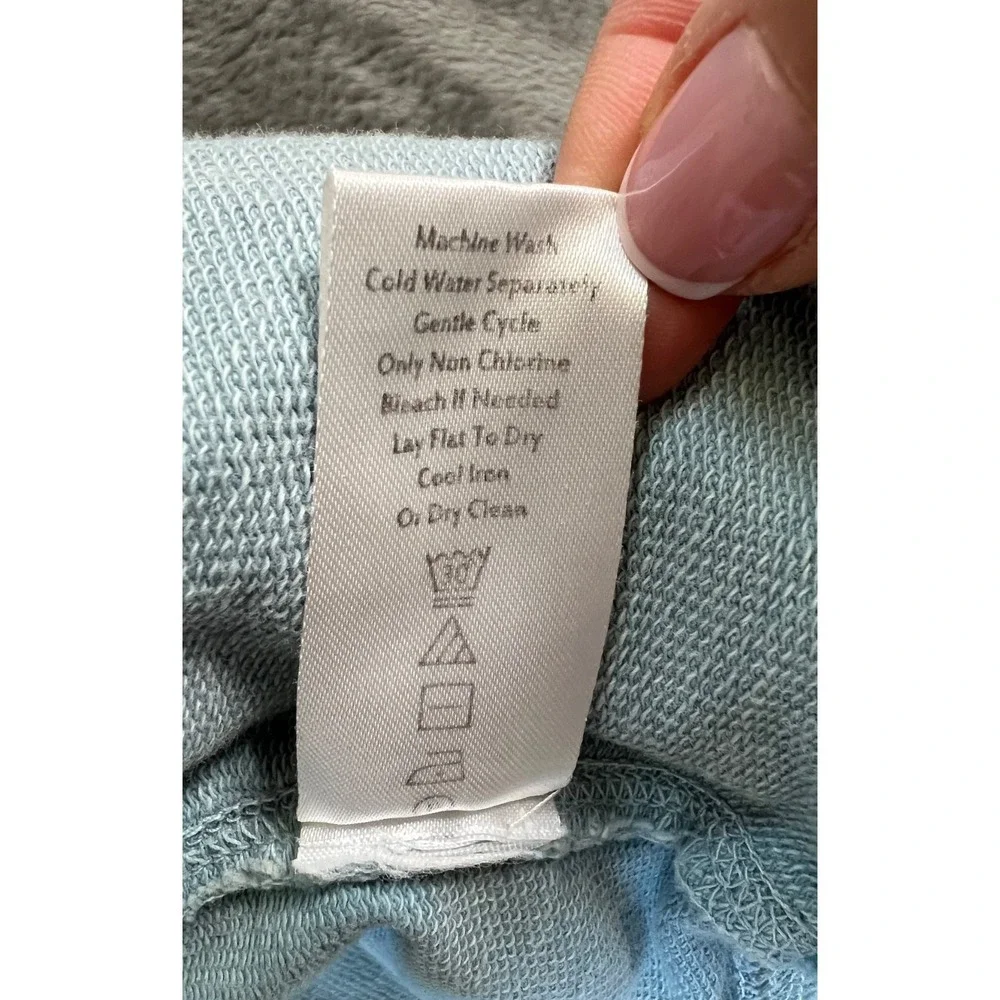 Machine Wash
Cold Water Separately
Gentle Cycle
Only Non Chlorine
Bleach If Needed
Lay Flat To Dry
Cool Iron
Or Dry Clean
30